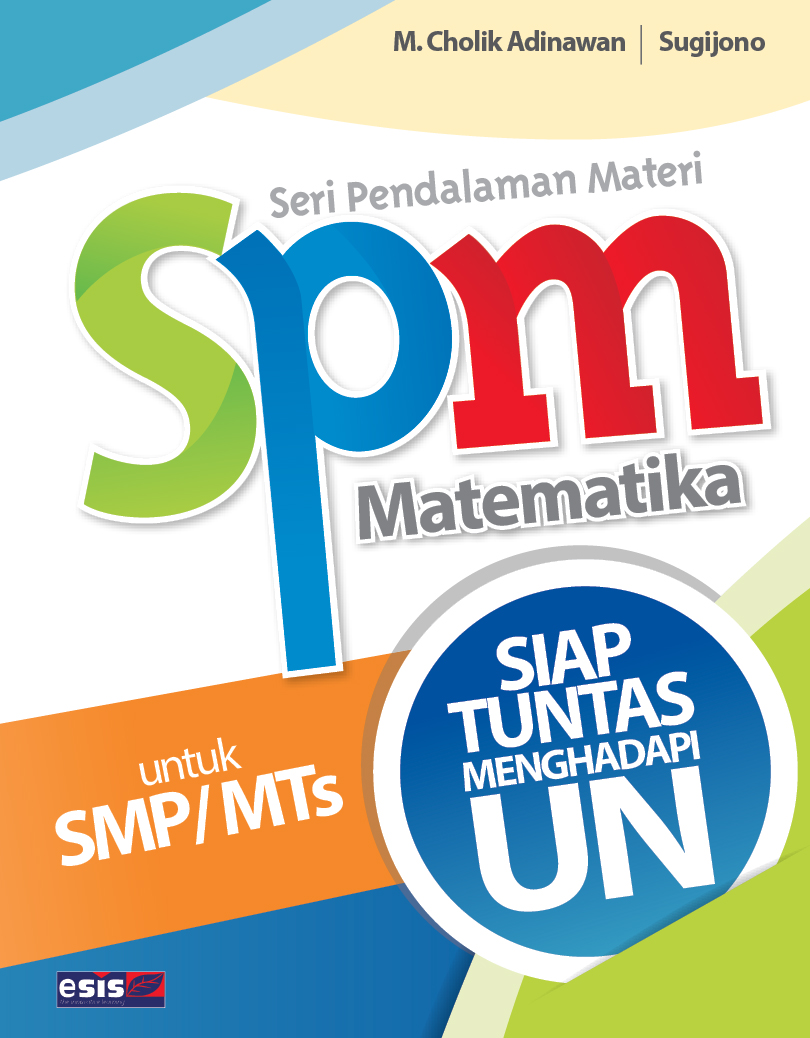 M. Cholik Adinawan | Sugijono
Seri Pendalaman Materi
Spm
Matematika
SIAP
TUNTAS
MENGHADAPI
UN
untuk
SMP/MTs
esis